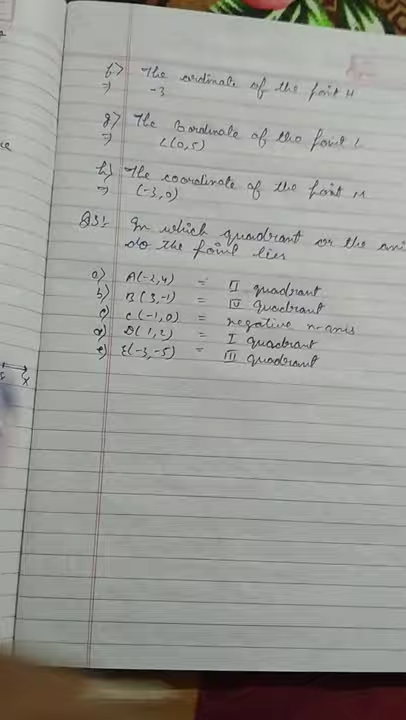 f) The ordinate of the point H
⇒ -3
g) The Coordinate of the point L
⇒ L(0,5)
h) The coordinate of the point M
⇒ (-3,0)
Q3) In which quadrant or the
do the point lies
a) A(-2,4) = II quadrant
b) B(3,-1) = IV quadrant
c) C(-1,0) = negative x-axis
d) D(1,2) = I quadrant
e) E(-3,-5) = III quadrant
X